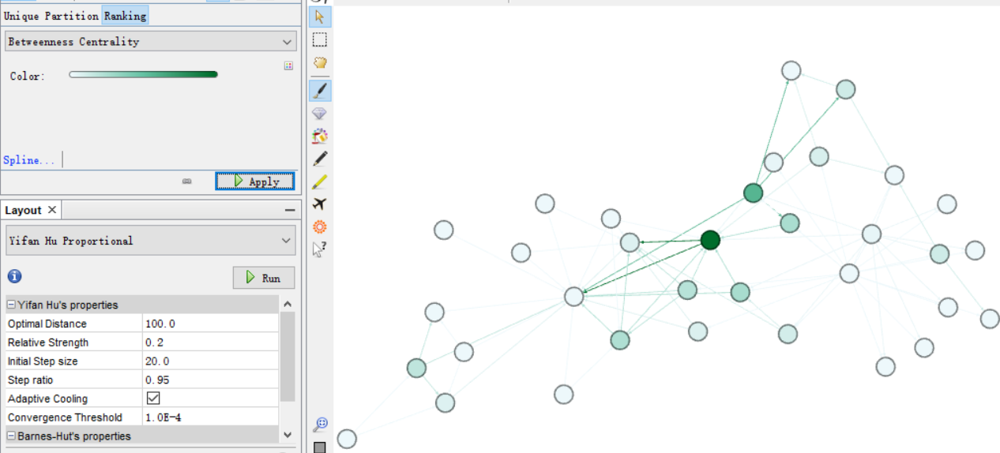 Unique Partition Ranking
Betweenness Centrality
Color:
Spline...
Apply
Layout
Yifan Hu Proportional
Run
Yifan Hu's properties
Optimal Distance 100.0
Relative Strength 0.2
Initial Step size 20.0
Step ratio 0.95
Adaptive Cooling
Convergence Threshold 1.0E-4
Barnes-Hut's properties